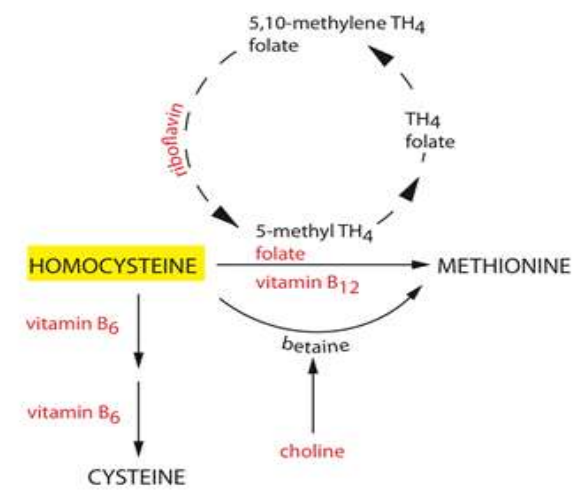 5,10-methylene TH4
folate
riboflavin
TH4
folate
5-methyl TH4
folate
HOMOCYSTEINE
METHIONINE
vitamin B12
vitamin B6
betaine
vitamin B6
choline
CYSTEINE